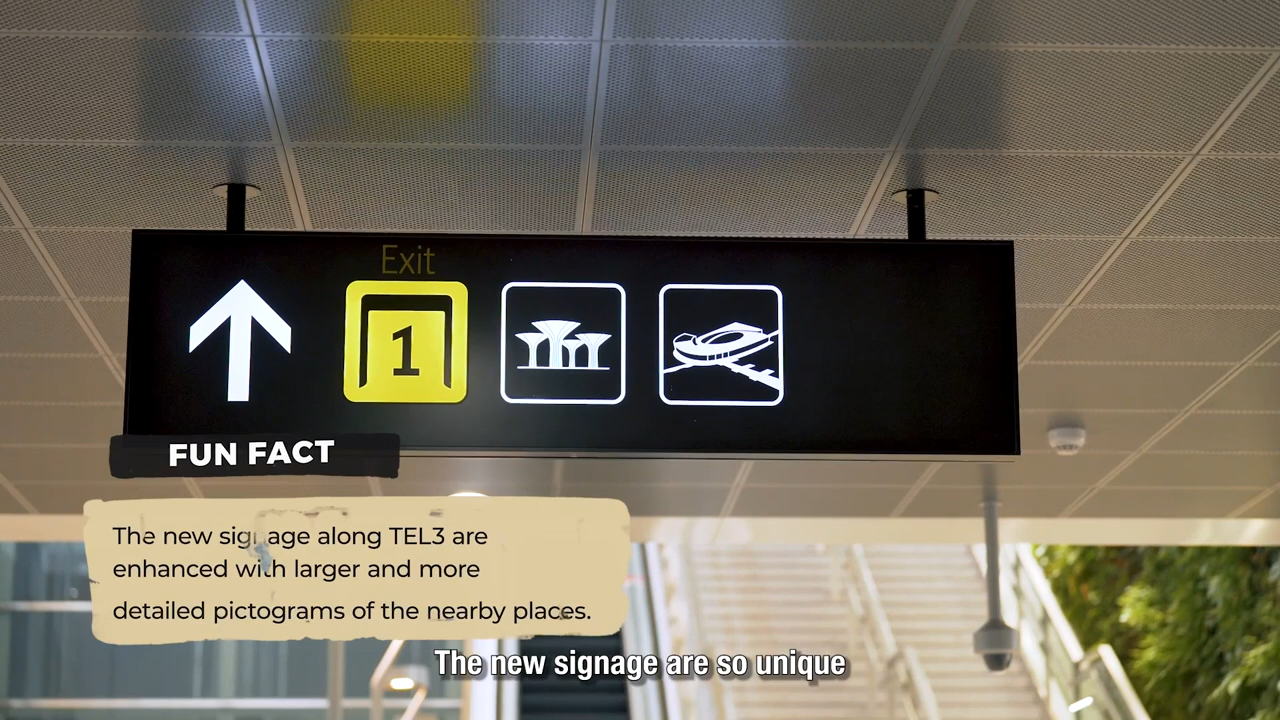 Exit
1
FUN FACT
The new signage along TEL3 are
enhanced with larger and more
detailed pictograms of the nearby places.
The new signage are so unique